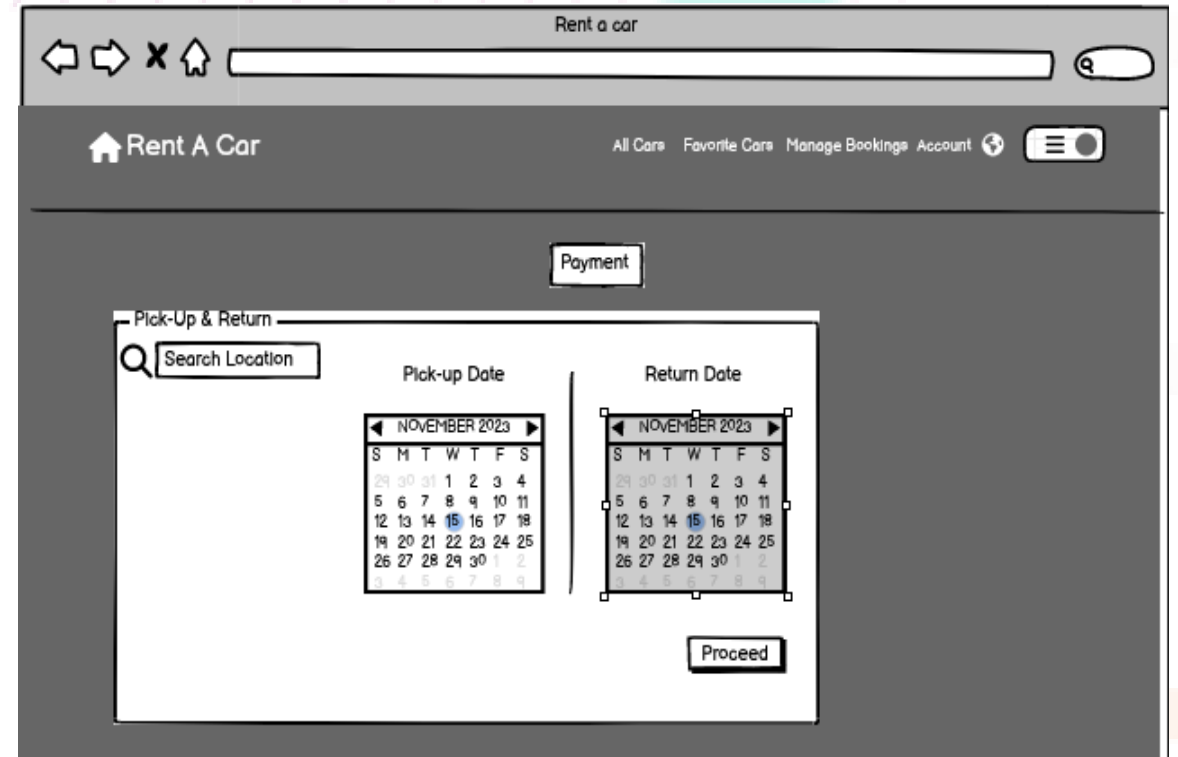 Rent a car
Rent A Car
All Cars Favorite Cars Manage Bookings Account
Payment
Pick-Up & Return
Search Location
Pick-up Date
NOVEMBER 2023
S M T W T F S
29 30 31 1 2 3 4
5 6 7 8 9 10 11
12 13 14 15 16 17 18
19 20 21 22 23 24 25
26 27 28 29 30 1 2
3 4 5 6 7 8 9
Return Date
NOVEMBER 2023
S M T W T F S
29 30 31 1 2 3 4
5 6 7 8 9 10 11
12 13 14 15 16 17 18
19 20 21 22 23 24 25
26 27 28 29 30 1 2
3 4 5 6 7 8 9
Proceed